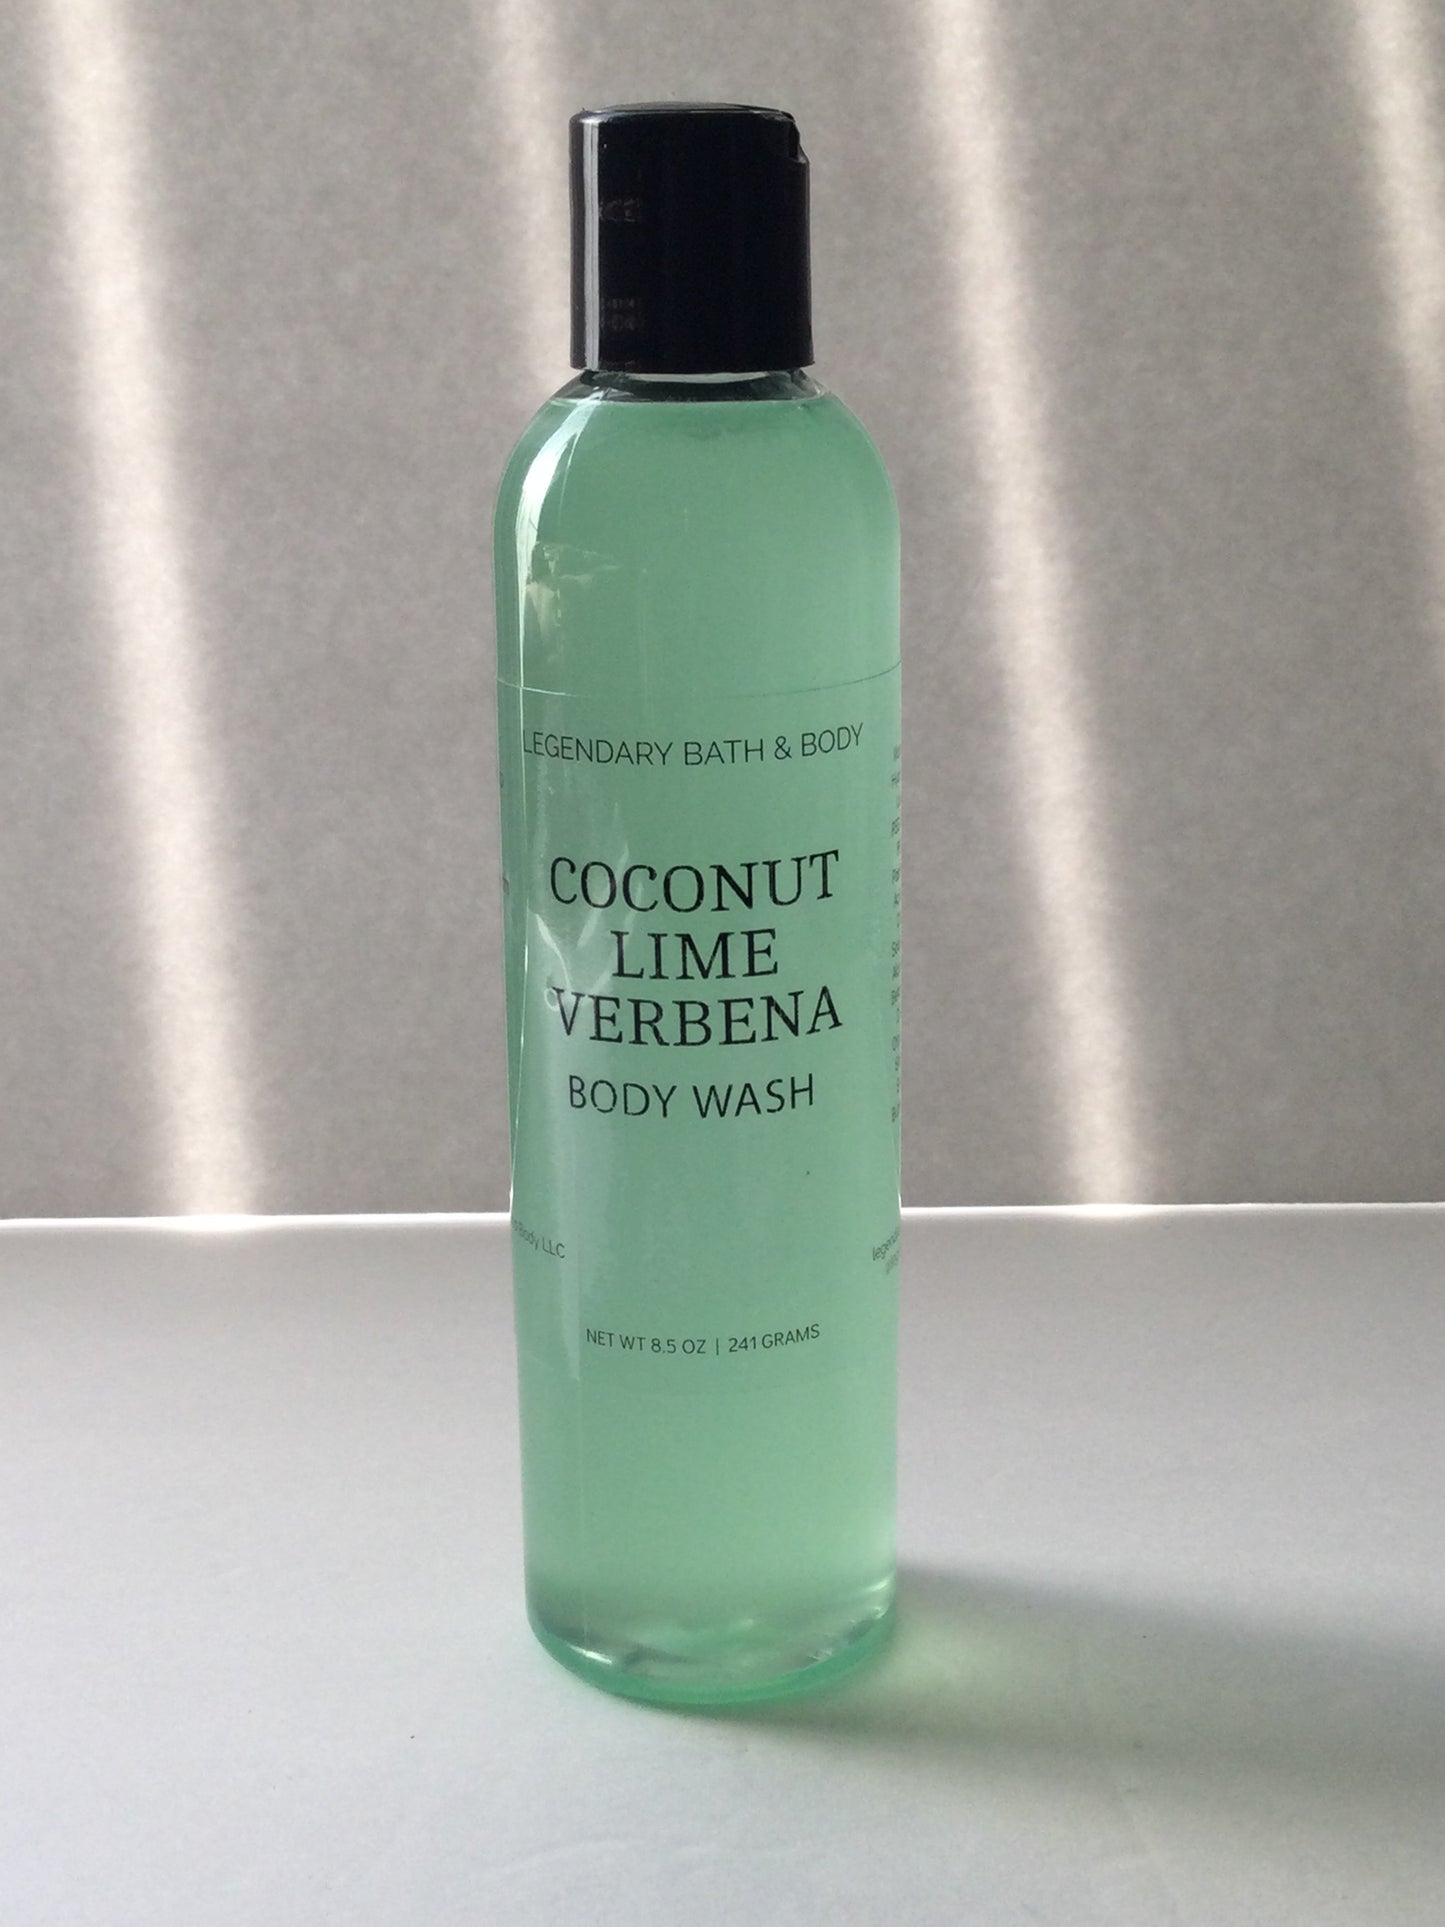 LEGENDARY BATH & BODY
COCONUT
LIME
VERBENA
BODY WASH
Body LLC
NET WT 8.5 OZ | 241 GRAMS